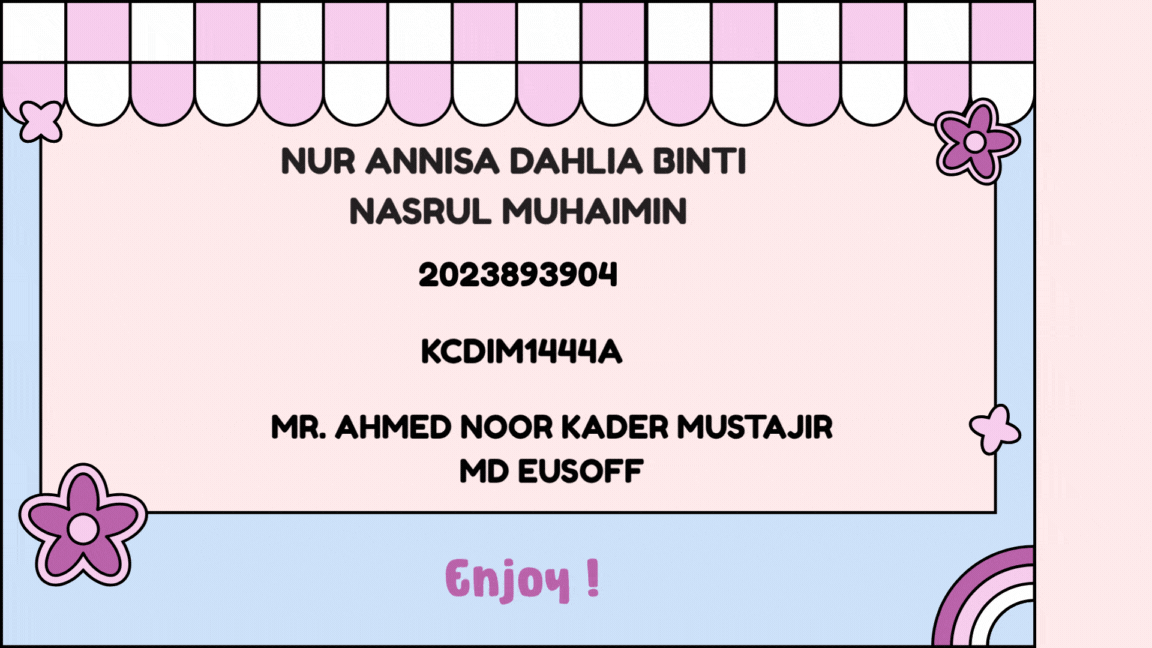 NUR ANNISA DAHLIA BINTI
NASRUL MUHAIMIN
2023893904
KCDIM1444A
MR. AHMED NOOR KADER MUSTAJIR
MD EUSOFF
Enjoy !